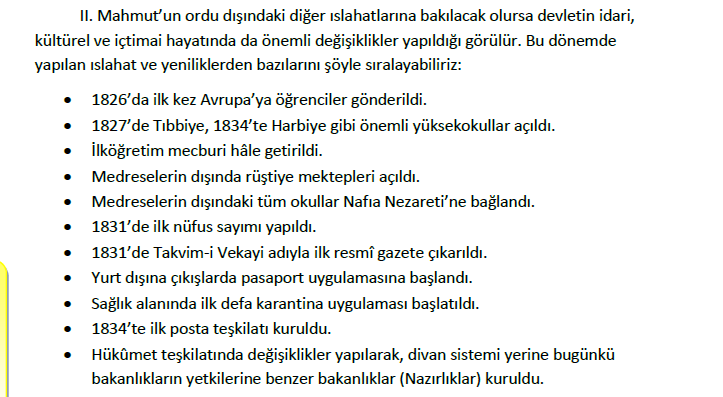 II. Mahmut’un ordu dışındaki diğer ıslahatlarına bakılacak olursa devletin idari,
kültürel ve içtimai hayatında da önemli değişiklikler yapıldığı görülür. Bu dönemde
yapılan ıslahat ve yeniliklerden bazılarını şöyle sıralayabiliriz:
• 1826’da ilk kez Avrupa’ya öğrenciler gönderildi.
• 1827’de Tıbbiye, 1834’te Harbiye gibi önemli yüksekokullar açıldı.
• İlköğretim mecburi hâle getirildi.
• Medreselerin dışında rüştiye mektepleri açıldı.
• Medreselerin dışındaki tüm okullar Nafıa Nezareti’ne bağlandı.
• 1831’de ilk nüfus sayımı yapıldı.
• 1831’de Takvim-i Vekayi adıyla ilk resmî gazete çıkarıldı.
• Yurt dışına çıkışlarda pasaport uygulamasına başlandı.
• Sağlık alanında ilk defa karantina uygulaması başlatıldı.
• 1834’te ilk posta teşkilatı kuruldu.
• Hükûmet teşkilatında değişiklikler yapılarak, divan sistemi yerine bugünkü
bakanlıkların yetkilerine benzer bakanlıklar (Nazırlıklar) kuruldu.